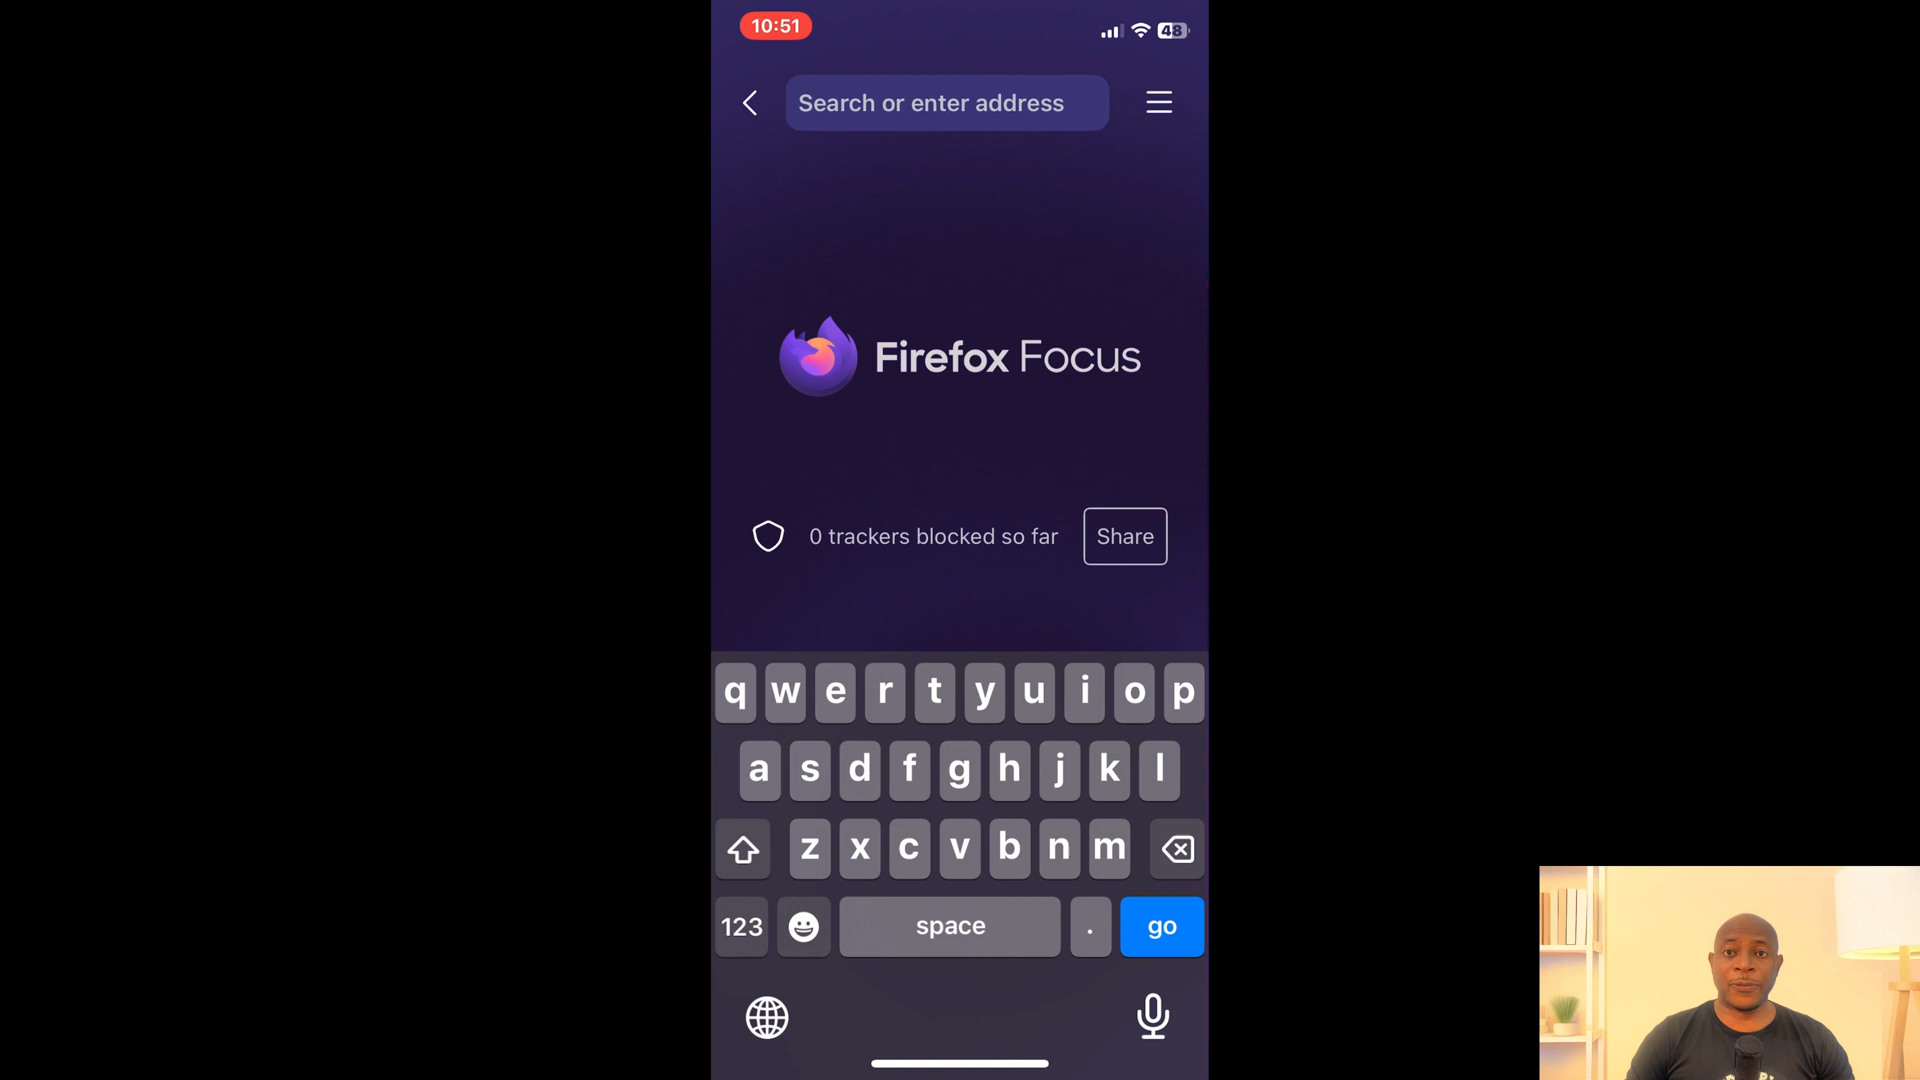 10:51
48
Search or enter address
Firefox Focus
0 trackers blocked so far
Share
q w e r t y u i o p
a s d f g h j k l
z x c v b n m
123 space . go